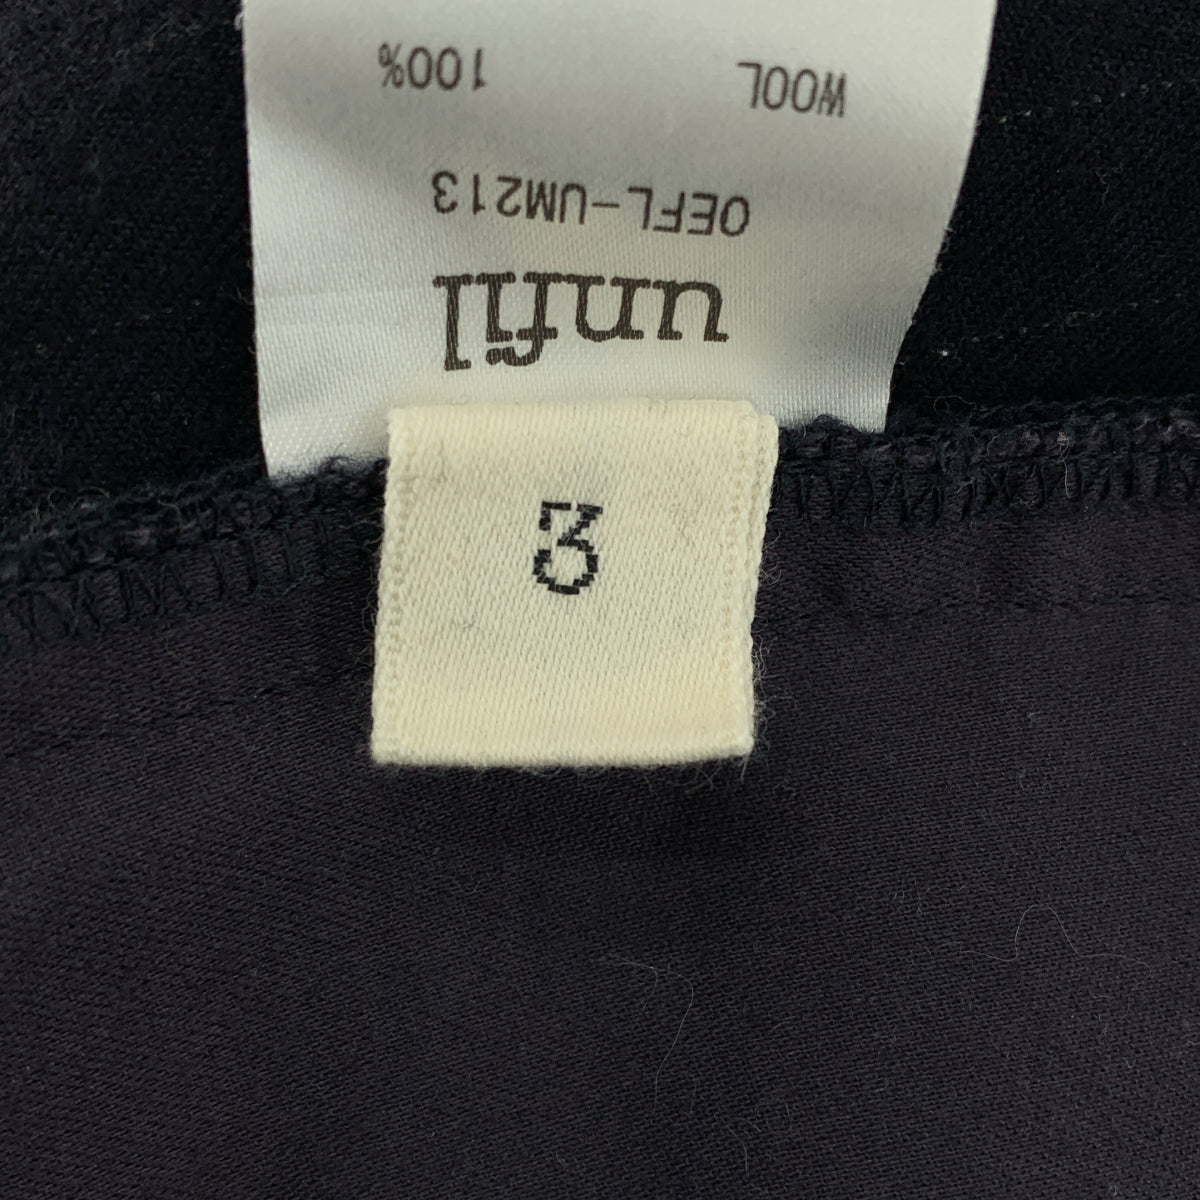 unfil
OEFL-UM213
WOOL 100%
3